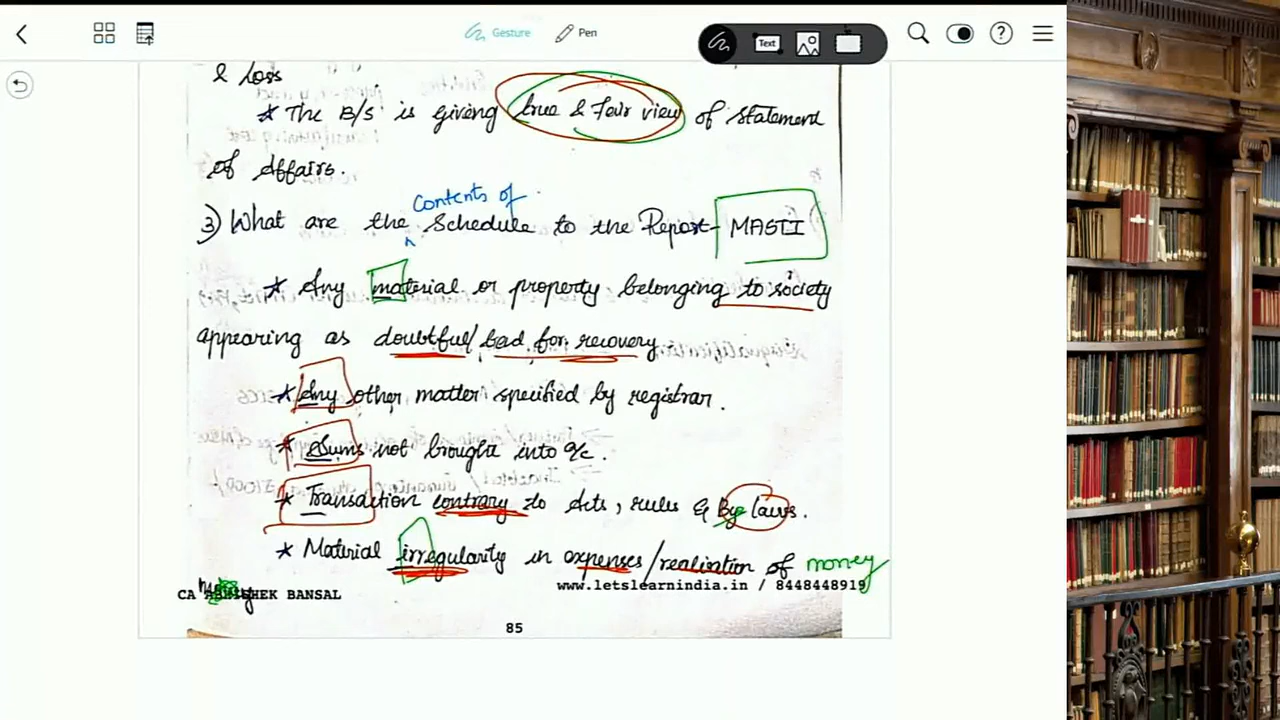 Gesture Pen Text
& loss
* The B/S is giving true & Fair view of Statement
of Affairs.
contents of
3) What are the ^ Schedule to the Report - MASTI
* Any material or property belonging to society
appearing as doubtful/ bad for recovery.
* Any other matter specified by registrar.
* Sums not brought into a/c.
* Transaction contrary to Acts, rules & By laws.
* Material irregularity in expenses/realisation of money
www.letslearnindia.in / 8448448919
CA ABHISHEK BANSAL
85